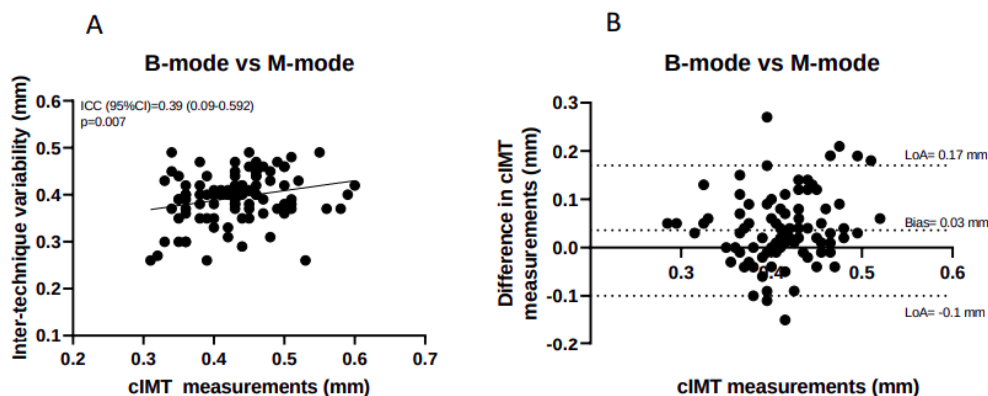 A
B-mode vs M-mode
Inter-technique variability (mm)
0.6
0.5
0.4
0.3
0.2
0.1
ICC (95%CI)=0.39 (0.09-0.592)
p=0.007
0.2 0.3 0.4 0.5 0.6 0.7
cIMT measurements (mm)
B
B-mode vs M-mode
Difference in cIMT
measurements (mm)
0.3
0.2
0.1
0.0
-0.1
-0.2
LoA= 0.17 mm
Bias= 0.03 mm
0.3 0.4 0.5 0.6
LoA= -0.1 mm
cIMT measurements (mm)